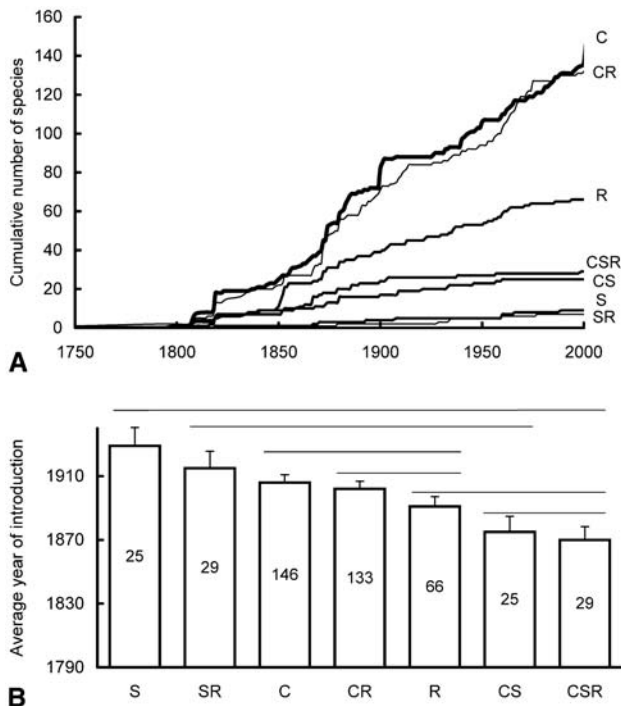 160
140
120
100
80
60
40
20
0
Cumulative number of species
C
CR
R
CSR
CS
S
SR
1750 1800 1850 1900 1950 2000
A
1910
1870
1830
1790
Average year of introduction
25 29 146 133 66 25 29
S SR C CR R CS CSR
B